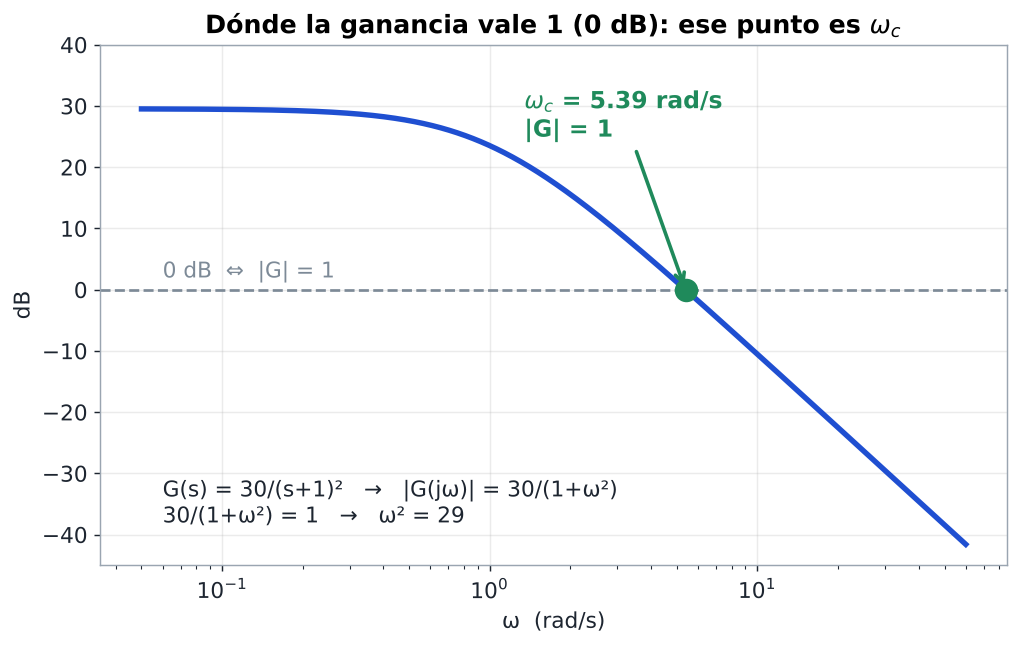 Dónde la ganancia vale 1 (0 dB): ese punto es ω_c
40
30
20
10
0
−10
−20
−30
−40
dB
ω_c = 5.39 rad/s
|G| = 1
0 dB ⇔ |G| = 1
G(s) = 30/(s+1)² → |G(jω)| = 30/(1+ω²)
30/(1+ω²) = 1 → ω² = 29
10⁻¹
10⁰
10¹
ω (rad/s)